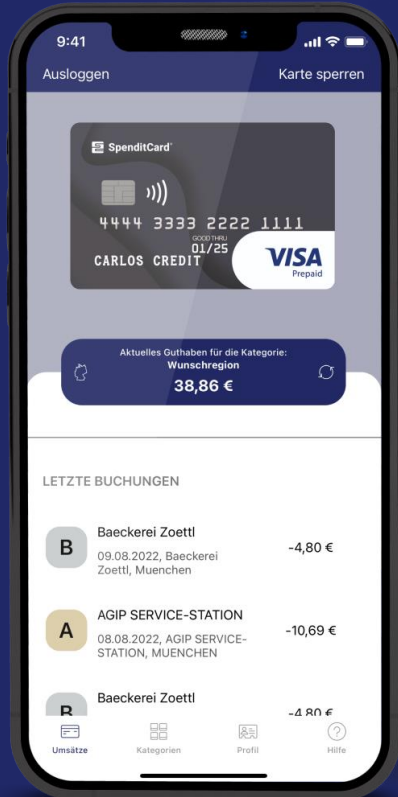 9:41
Ausloggen
Karte sperren
SpenditCard
4444 3333 2222 1111
GOOD THRU
01/25
CARLOS CREDIT
VISA
Prepaid
Aktuelles Guthaben für die Kategorie:
Wunschregion
38,86 €
LETZTE BUCHUNGEN
B
Baeckerei Zoettl
-4,80 €
09.08.2022, Baeckerei
Zoettl, Muenchen
A
AGIP SERVICE-STATION
-10,69 €
08.08.2022, AGIP SERVICE-
STATION, MUENCHEN
B
Baeckerei Zoettl
-4,80 €
Umsätze
Kategorien
Profil
Hilfe